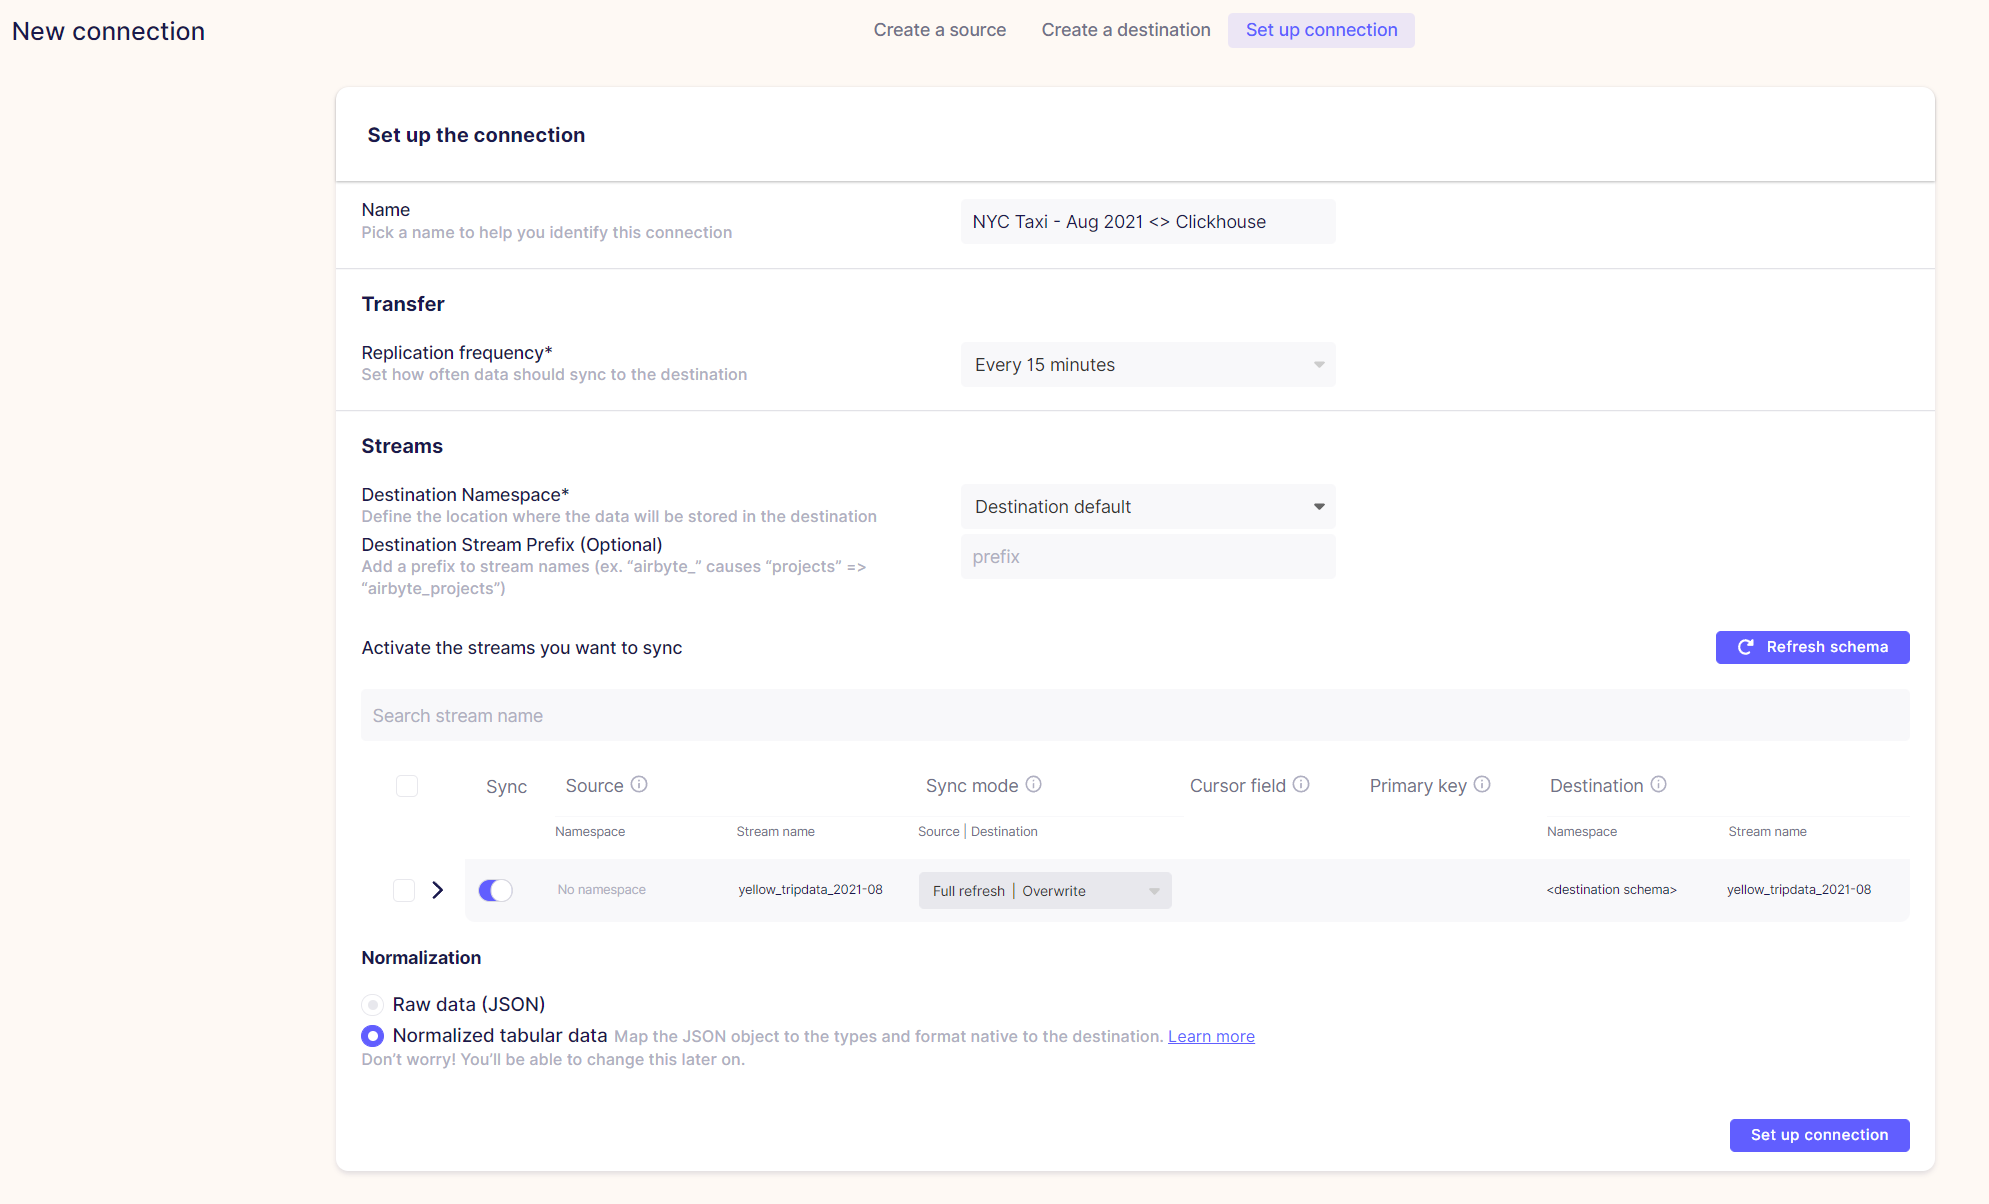 New connection
Create a source
Create a destination
Set up connection
Set up the connection
Name
Pick a name to help you identify this connection
NYC Taxi - Aug 2021 <> Clickhouse
Transfer
Replication frequency*
Set how often data should sync to the destination
Every 15 minutes
Streams
Destination Namespace*
Define the location where the data will be stored in the destination
Destination default
Destination Stream Prefix (Optional)
Add a prefix to stream names (ex. “airbyte_” causes “projects” =>
“airbyte_projects”)
prefix
Activate the streams you want to sync
Refresh schema
Search stream name
Sync
Source
Sync mode
Cursor field
Primary key
Destination
Namespace
Stream name
Source | Destination
Namespace
Stream name
No namespace
yellow_tripdata_2021-08
Full refresh | Overwrite
<destination schema>
yellow_tripdata_2021-08
Normalization
Raw data (JSON)
Normalized tabular data Map the JSON object to the types and format native to the destination. Learn more
Don’t worry! You’ll be able to change this later on.
Set up connection